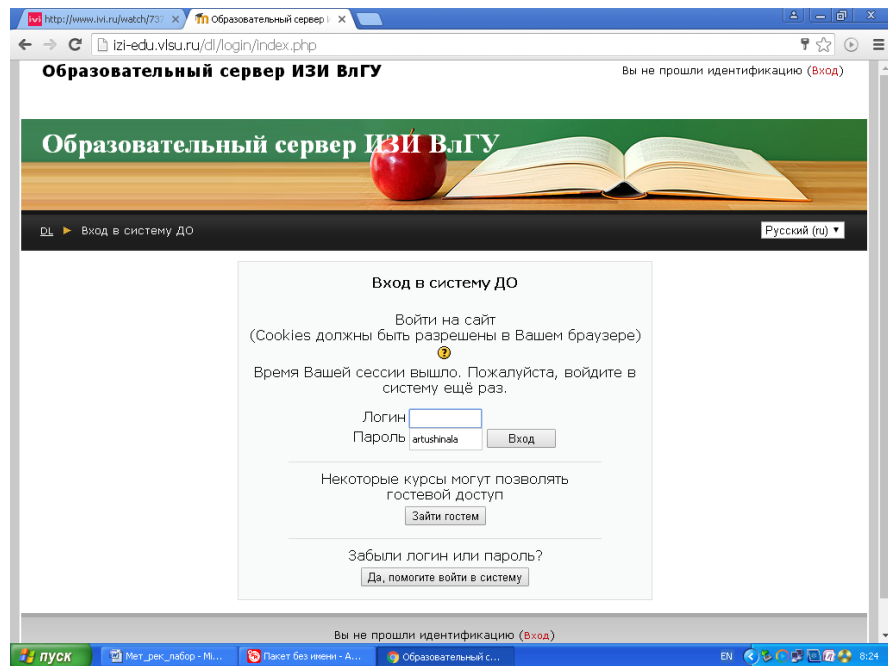 http://www.ivi.ru/watch/737
Образовательный сервер И
izi-edu.vlsu.ru/dl/login/index.php
Образовательный сервер ИЗИ ВлГУ
Вы не прошли идентификацию (Вход)
Образовательный сервер ИЗИ ВлГУ
DL ► Вход в систему ДО
Русский (ru) ▼
Вход в систему ДО
Войти на сайт
(Cookies должны быть разрешены в Вашем браузере)
?
Время Вашей сессии вышло. Пожалуйста, войдите в
систему ещё раз.
Логин
Пароль artushinala Вход
Некоторые курсы могут позволять
гостевой доступ
Зайти гостем
Забыли логин или пароль?
Да, помогите войти в систему
Вы не прошли идентификацию (Вход)
пуск Мет_рек_лабор - Mi... Пакет без имени - A... Образовательный с... EN 8:24